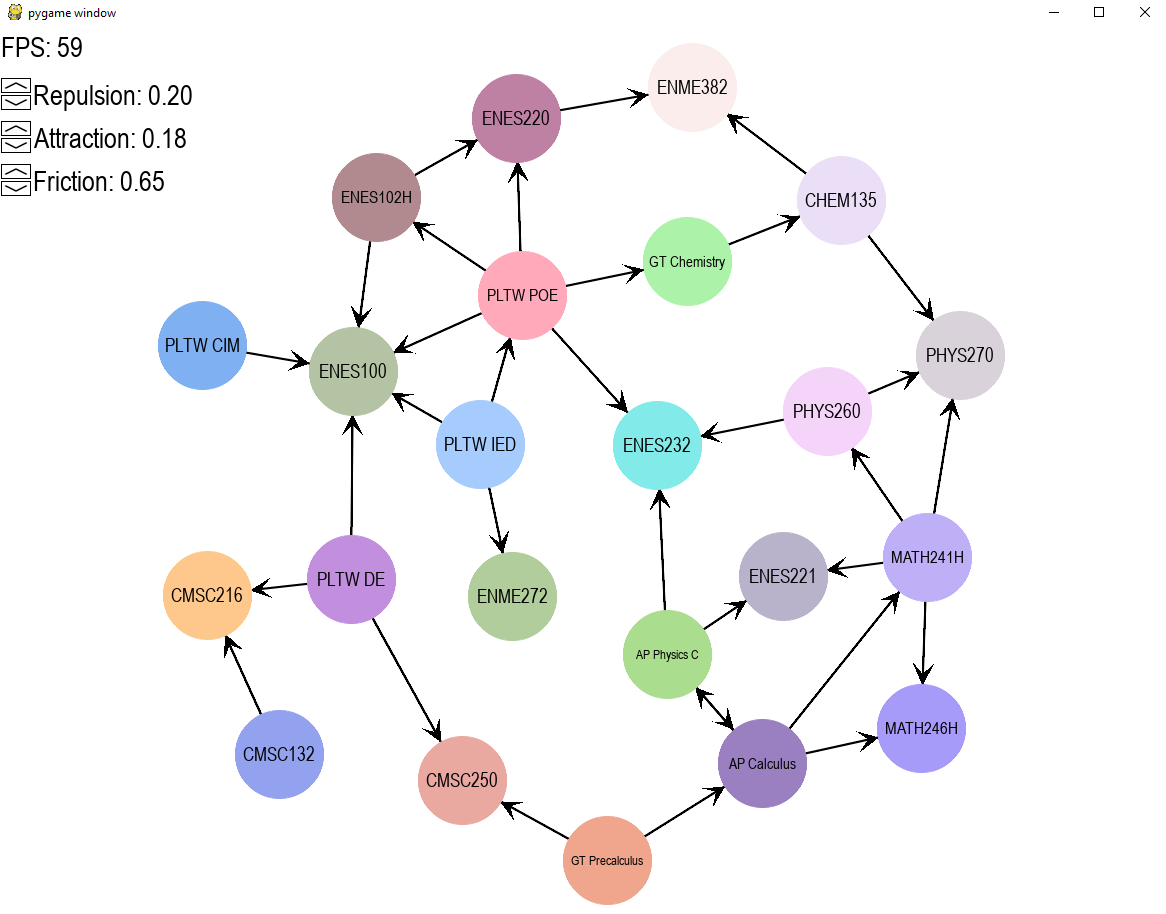 pygame window
FPS: 59
Repulsion: 0.20
Attraction: 0.18
Friction: 0.65
ENME382
ENES220
ENES102H
CHEM135
GT Chemistry
PLTW POE
PLTW CIM
PHYS270
ENES100
PHYS260
PLTW IED
ENES232
MATH241H
ENES221
PLTW DE
CMSC216
ENME272
AP Physics C
MATH246H
CMSC132
AP Calculus
CMSC250
GT Precalculus